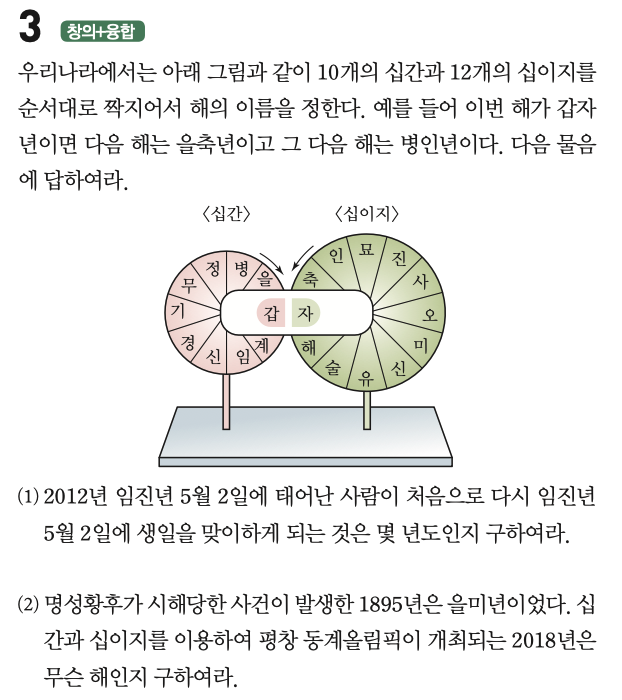 3 창의+융합
우리나라에서는 아래 그림과 같이 10개의 십간과 12개의 십이지를
순서대로 짝지어서 해의 이름을 정한다. 예를 들어 이번 해가 갑자
년이면 다음 해는 을축년이고 그 다음 해는 병인년이다. 다음 물음
에 답하여라.
〈십간〉 〈십이지〉
갑 을 병 정 무 기 경 신 임 계
자 축 인 묘 진 사 오 미 신 유 술 해
(1) 2012년 임진년 5월 2일에 태어난 사람이 처음으로 다시 임진년
5월 2일에 생일을 맞이하게 되는 것은 몇 년도인지 구하여라.
(2) 명성황후가 시해당한 사건이 발생한 1895년은 을미년이었다. 십
간과 십이지를 이용하여 평창 동계올림픽이 개최되는 2018년은
무슨 해인지 구하여라.